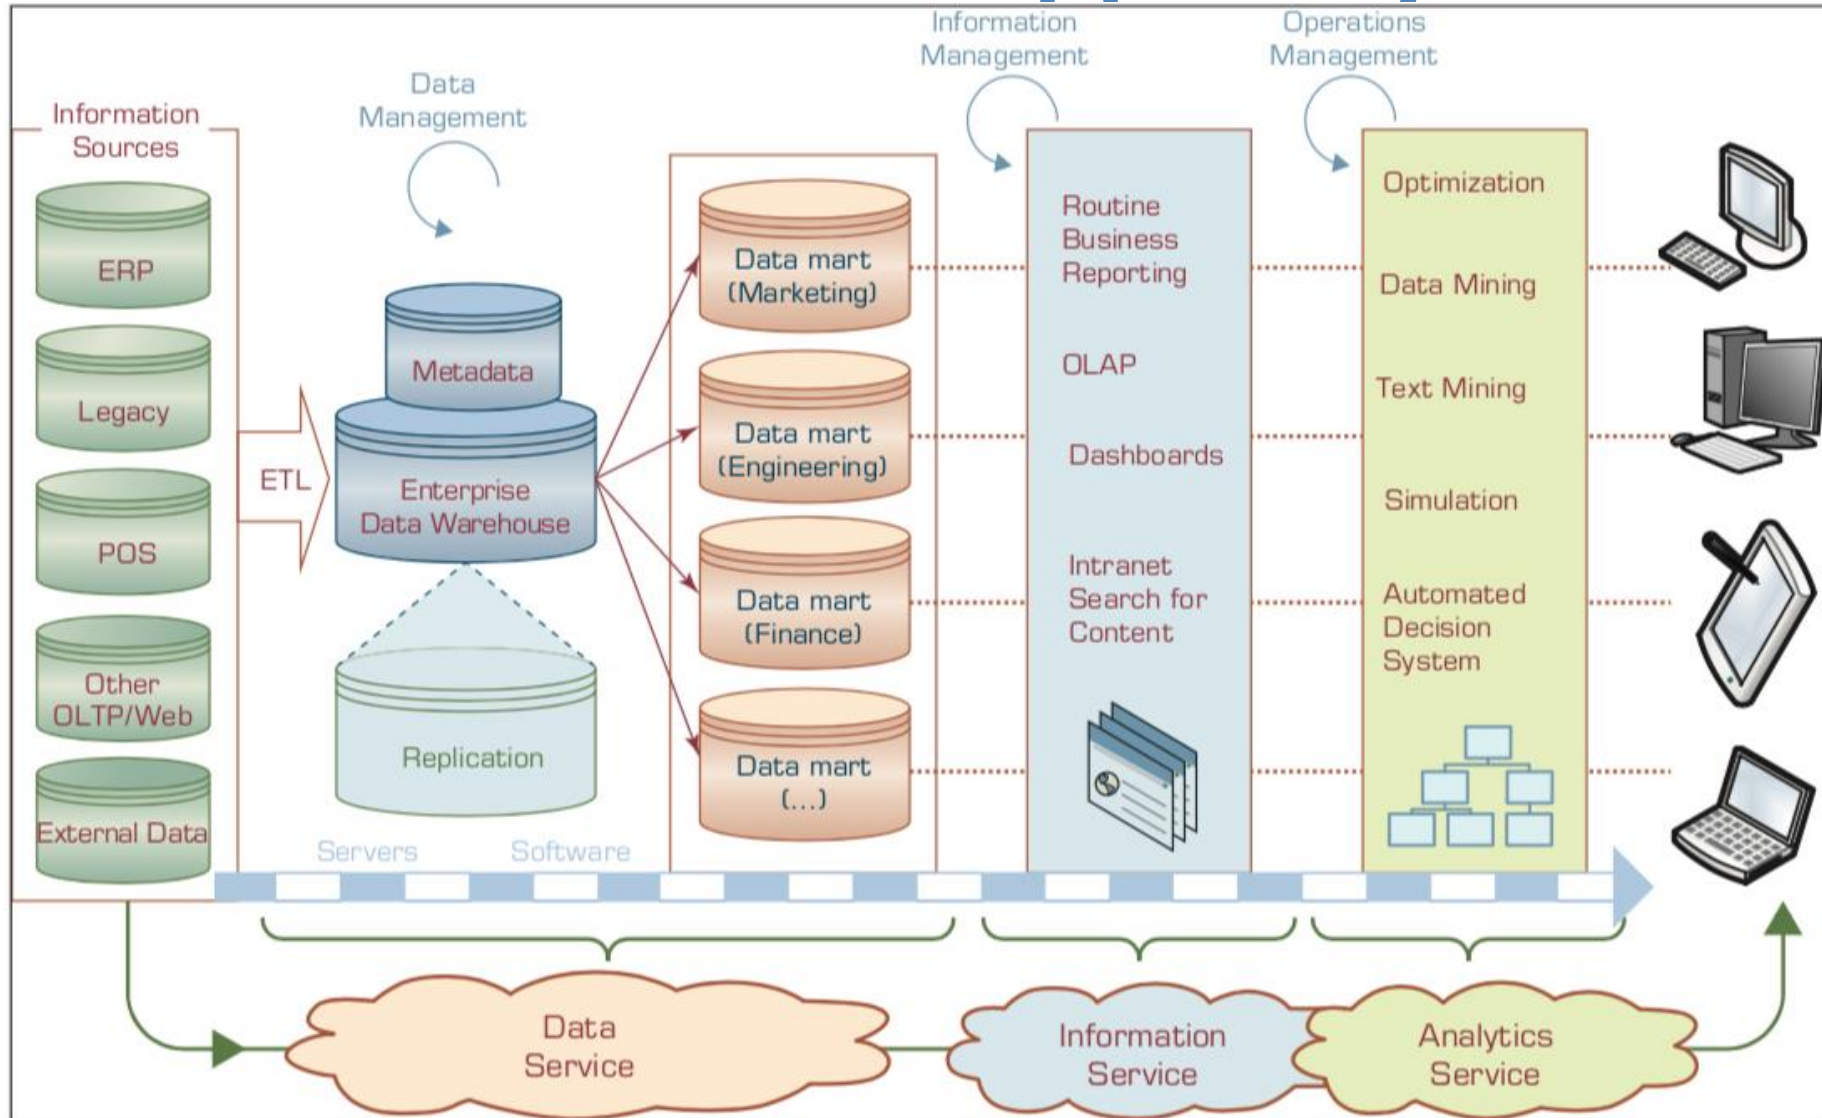 Information
Management
Operations
Management
Data
Management
Information
Sources
ERP
Legacy
POS
Other
OLTP/Web
External Data
ETL
Metadata
Enterprise
Data Warehouse
Replication
Servers
Software
Data mart
(Marketing)
Data mart
(Engineering)
Data mart
(Finance)
Data mart
(...)
Routine
Business
Reporting
OLAP
Dashboards
Intranet
Search for
Content
Optimization
Data Mining
Text Mining
Simulation
Automated
Decision
System
Data
Service
Information
Service
Analytics
Service